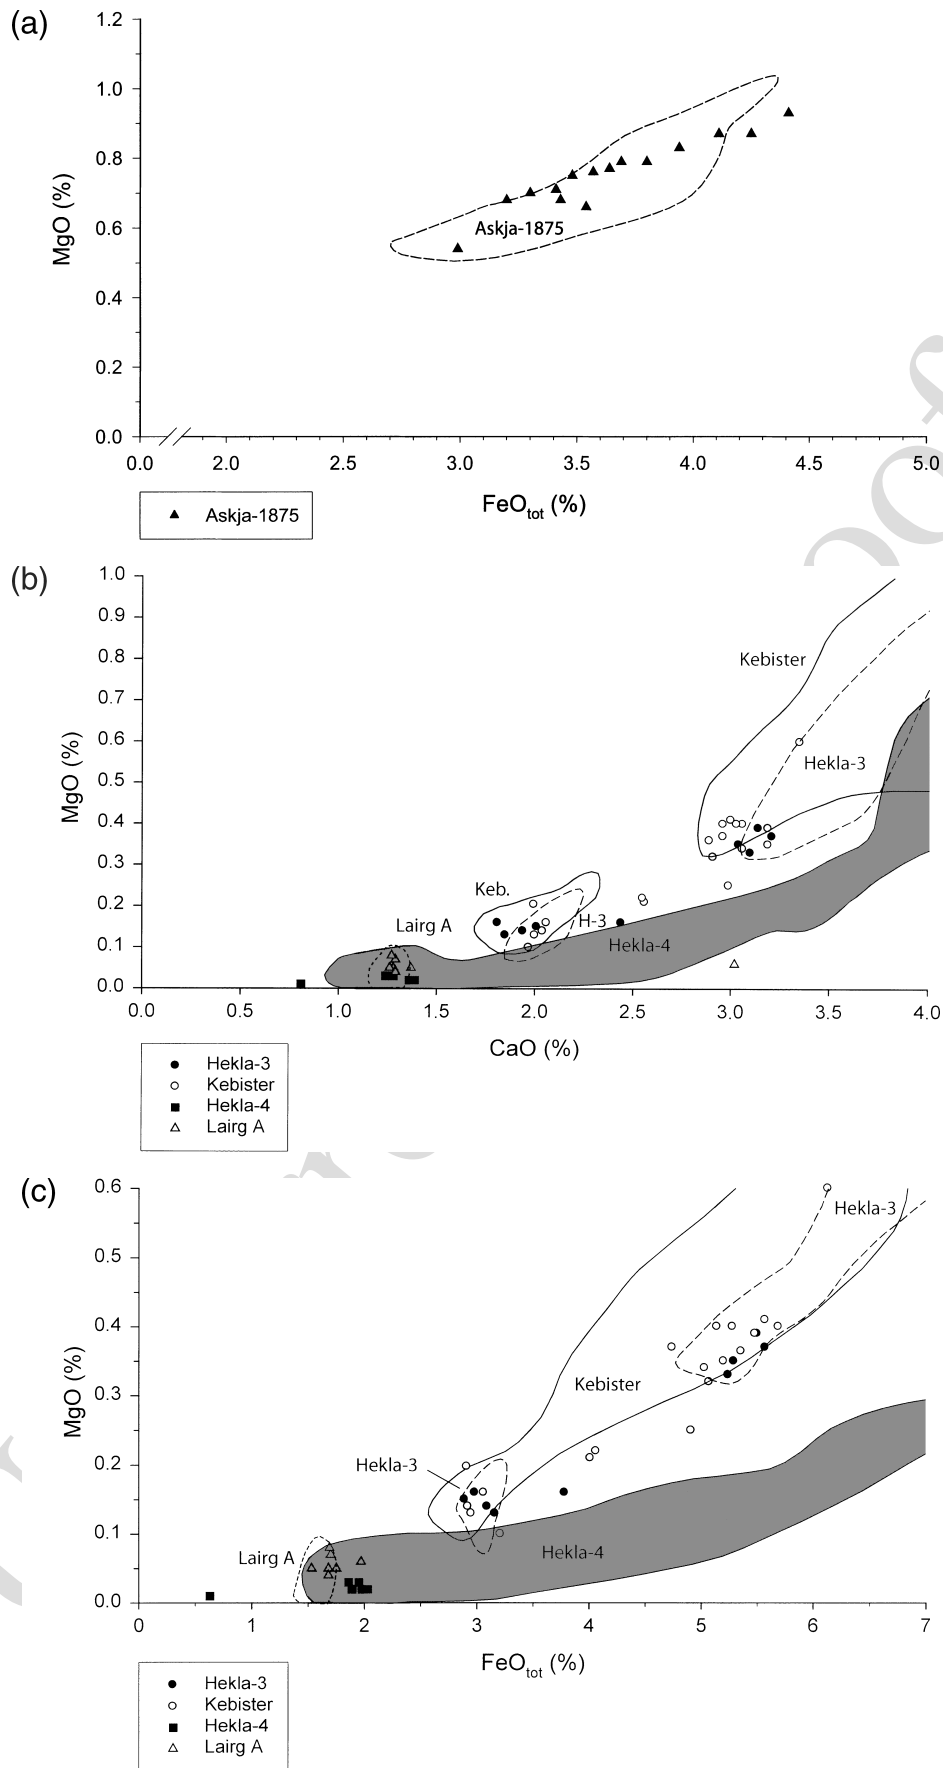 (a)
1.2
1.0
0.8
0.6
0.4
0.2
0.0
MgO (%)
Askja-1875
0.0 2.0 2.5 3.0 3.5 4.0 4.5 5.0
FeOtot (%)
Askja-1875
(b)
1.0
0.9
0.8
0.7
0.6
0.5
0.4
0.3
0.2
0.1
0.0
MgO (%)
Kebister
Hekla-3
Keb.
H-3
Lairg A
Hekla-4
0.0 0.5 1.0 1.5 2.0 2.5 3.0 3.5 4.0
CaO (%)
Hekla-3
Kebister
Hekla-4
Lairg A
(c)
0.6
0.5
0.4
0.3
0.2
0.1
0.0
MgO (%)
Hekla-3
Kebister
Hekla-3
Lairg A
Hekla-4
0 1 2 3 4 5 6 7
FeOtot (%)
Hekla-3
Kebister
Hekla-4
Lairg A